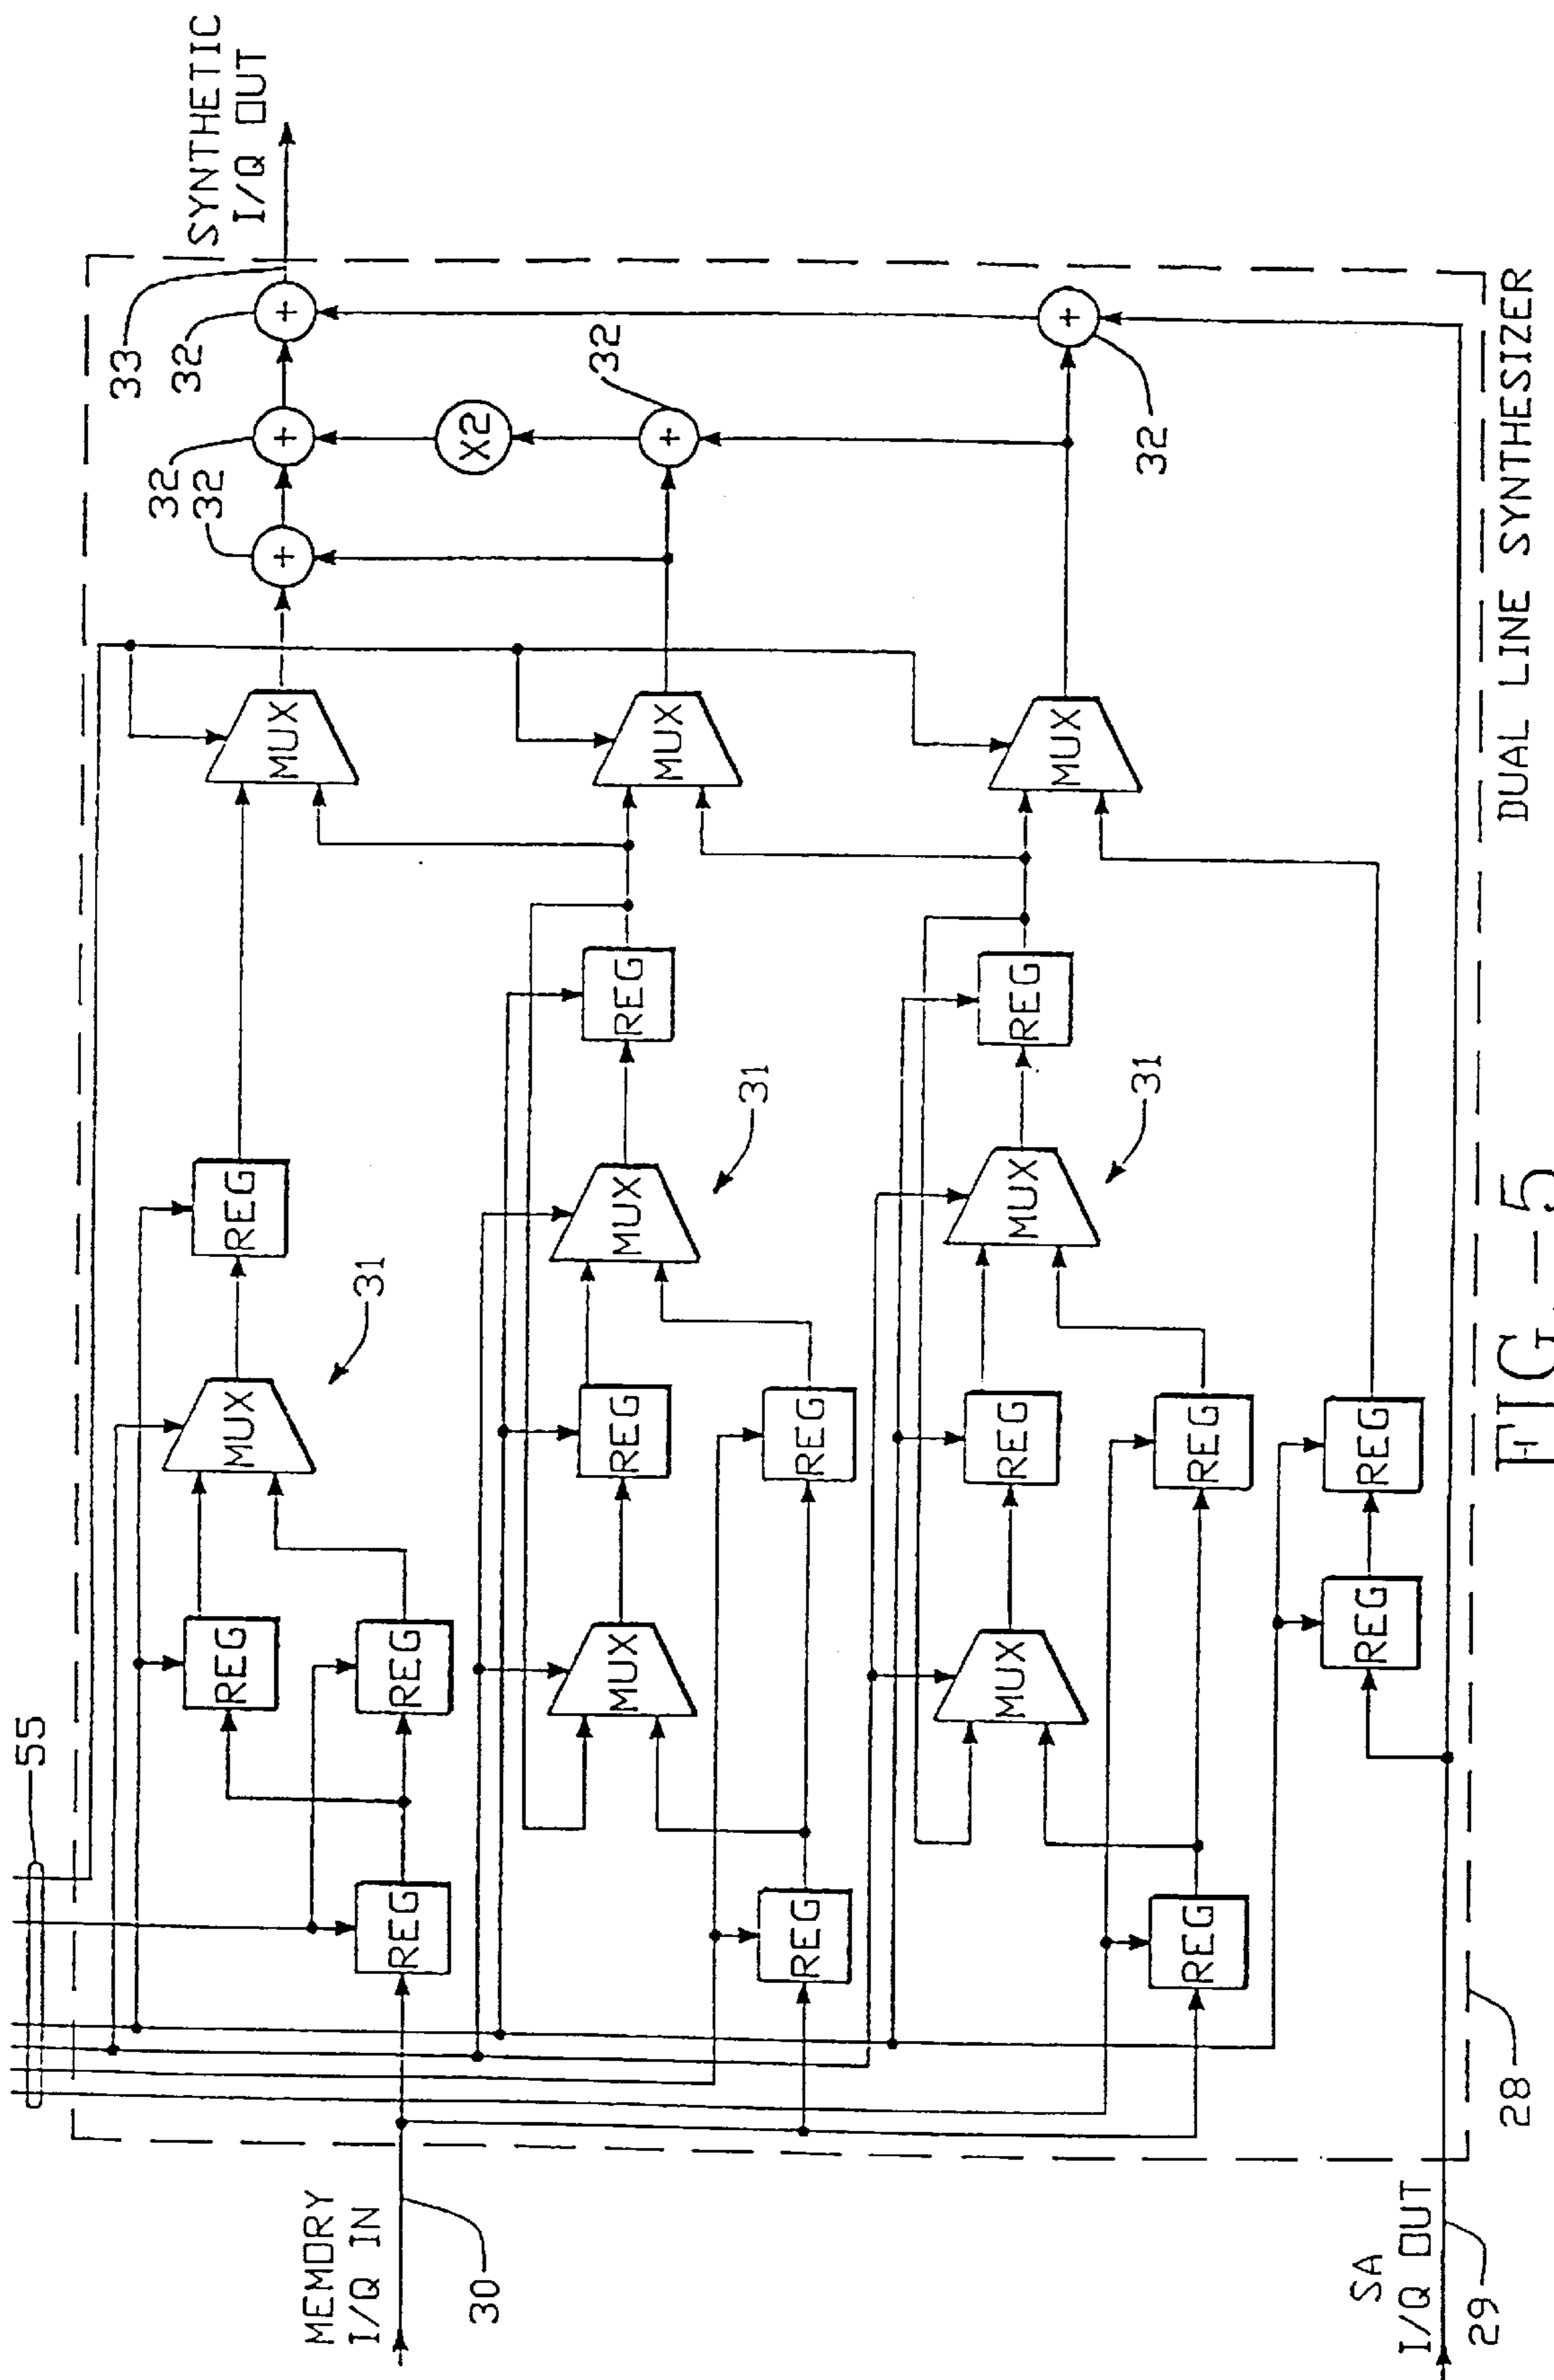 55
33
SYNTHETIC
I/Q OUT
32
32
32
REG
MUX
REG
MUX
+
+
+
MEMORY
I/Q IN
31
REG
REG
30
X2
32
MUX
REG
MUX
REG
MUX
+
31
REG
REG
MUX
REG
MUX
REG
MUX
+
31
32
REG
REG
REG
REG
SA
I/Q OUT
29
28
DUAL LINE SYNTHESIZER
FIG.-5